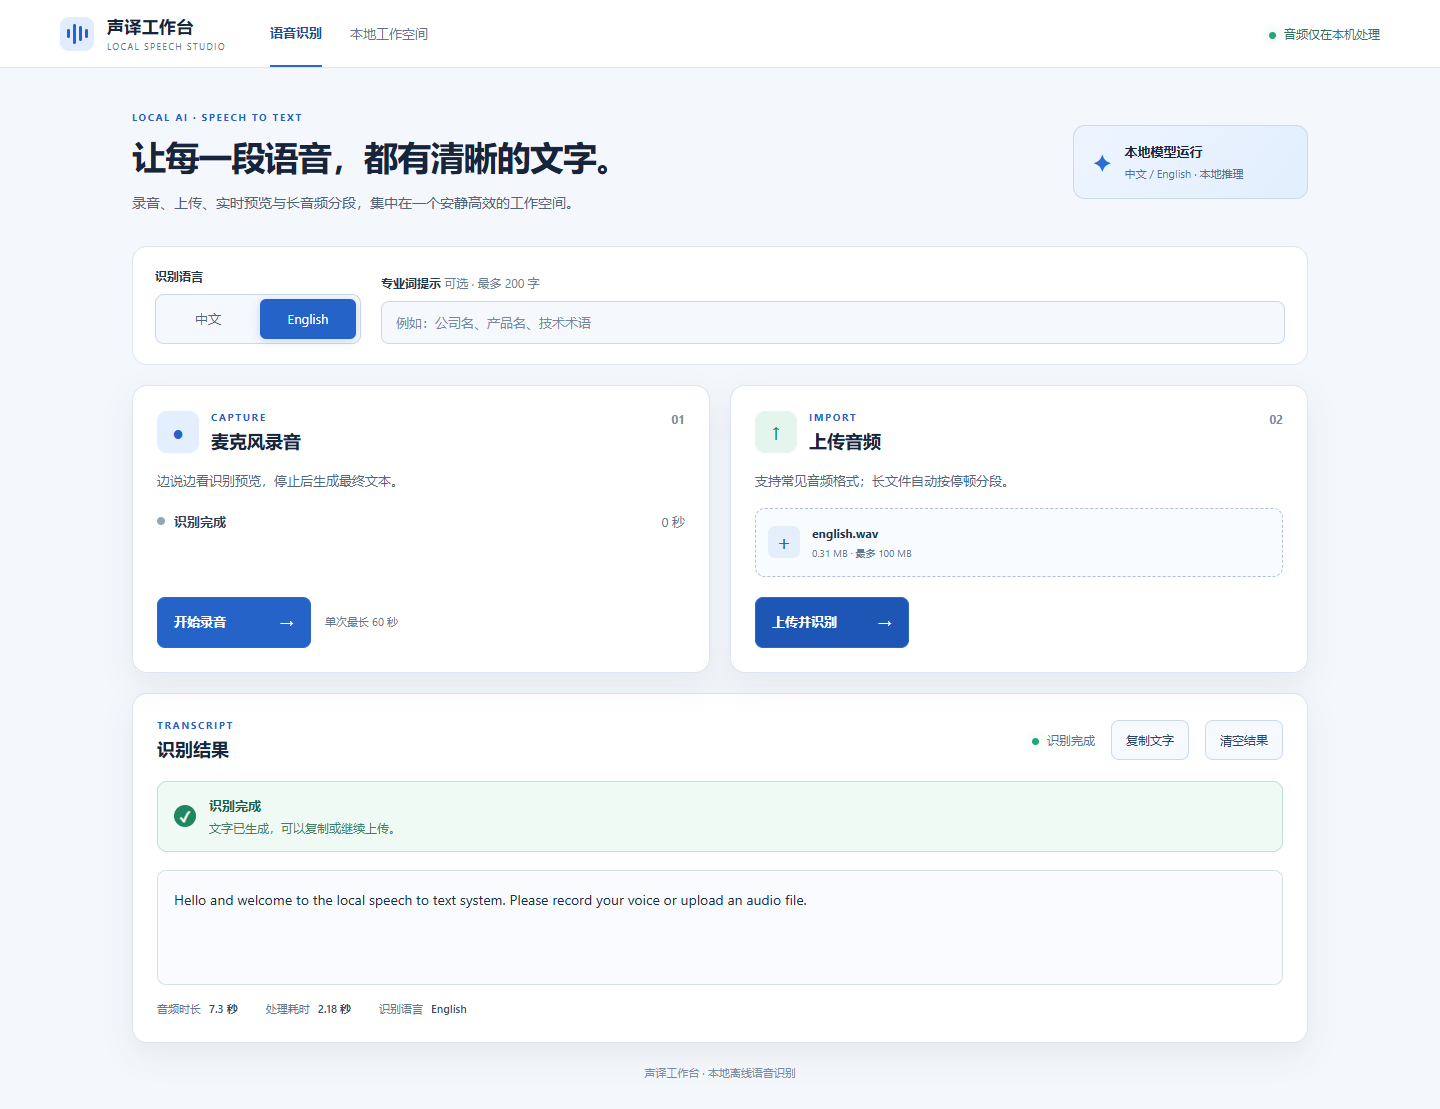 声译工作台
LOCAL SPEECH STUDIO
语音识别
本地工作空间
音频仅在本机处理
LOCAL AI · SPEECH TO TEXT
让每一段语音，都有清晰的文字。
录音、上传、实时预览与长音频分段，集中在一个安静高效的工作空间。
本地模型运行
中文 / English · 本地推理
识别语言
中文
English
专业词提示 可选 · 最多 200 字
例如：公司名、产品名、技术术语
CAPTURE
01
麦克风录音
边说边看识别预览，停止后生成最终文本。
识别完成
0 秒
开始录音 →
单次最长 60 秒
IMPORT
02
上传音频
支持常见音频格式；长文件自动按停顿分段。
english.wav
0.31 MB · 最多 100 MB
上传并识别 →
TRANSCRIPT
识别结果
识别完成
复制文字
清空结果
识别完成
文字已生成，可以复制或继续上传。
Hello and welcome to the local speech to text system. Please record your voice or upload an audio file.
音频时长 7.3 秒
处理耗时 2.18 秒
识别语言 English
声译工作台 · 本地离线语音识别